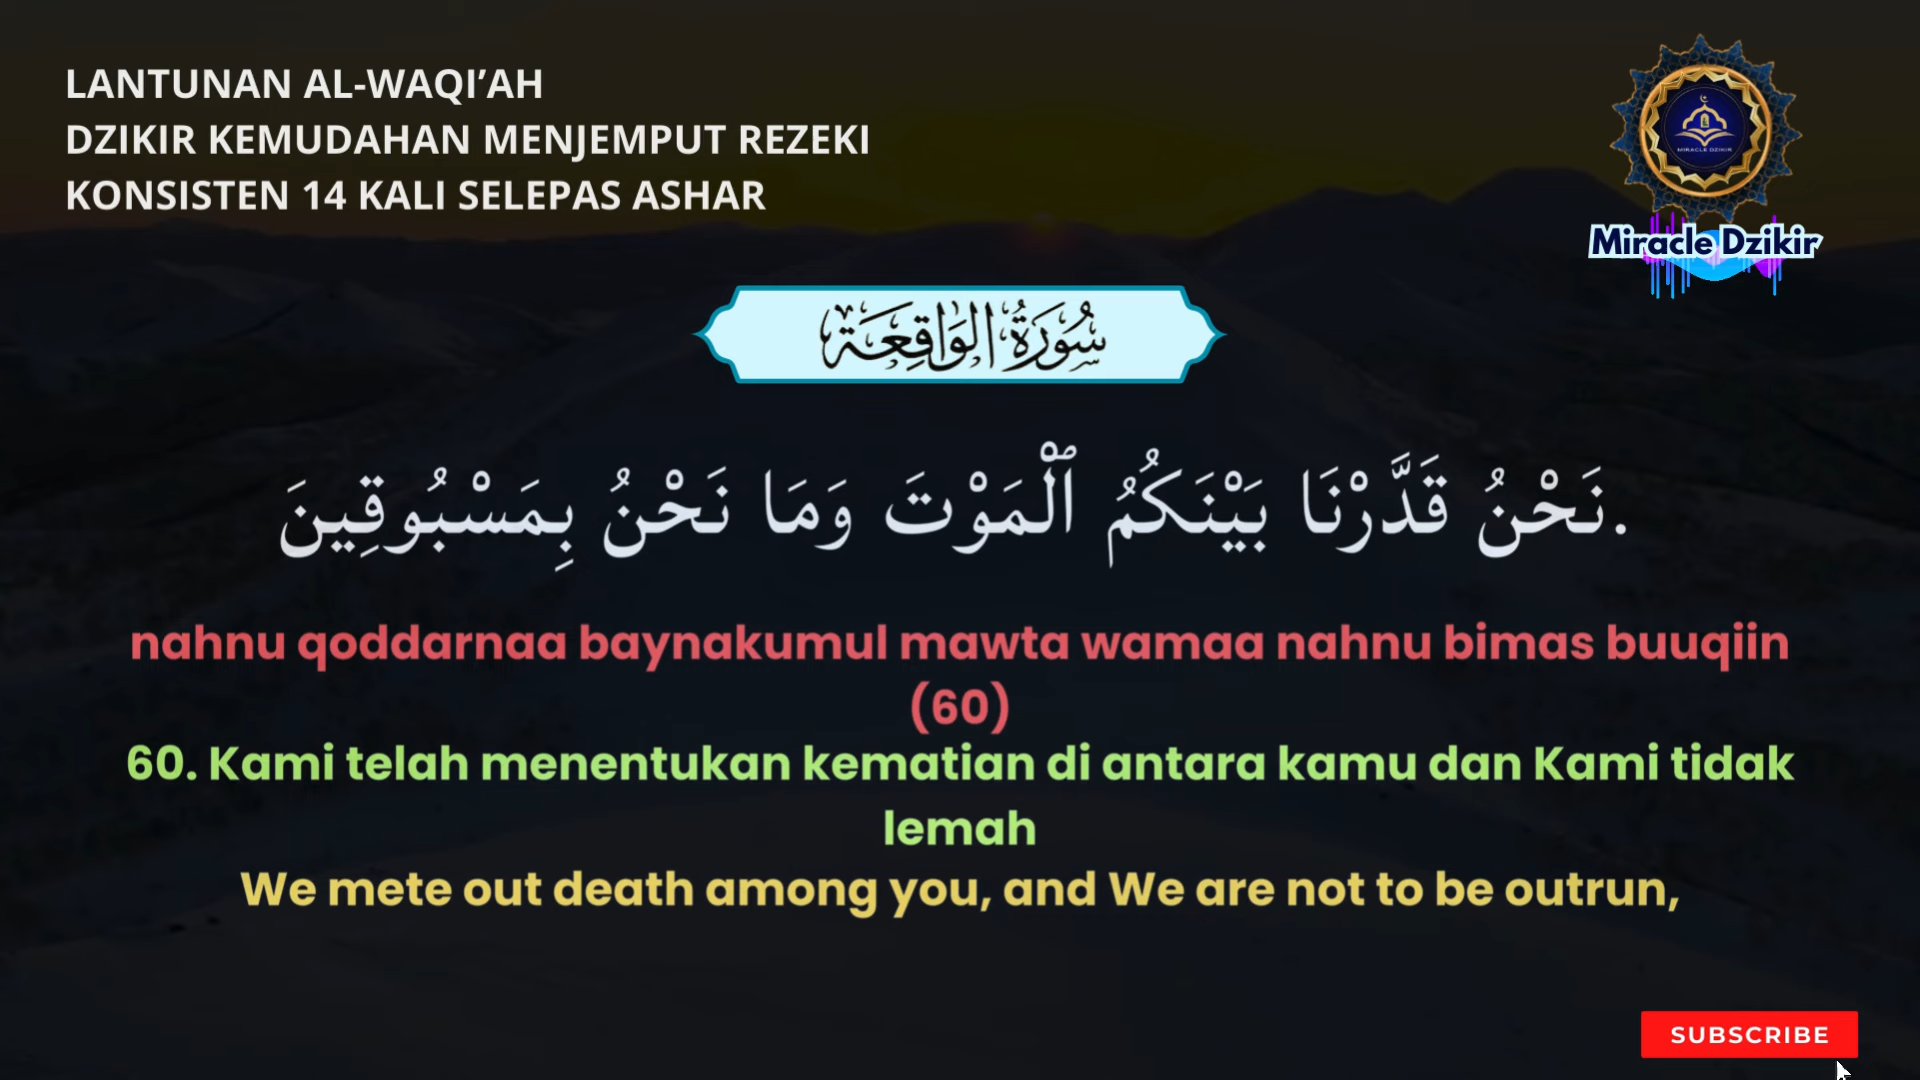 LANTUNAN AL-WAQI’AH
DZIKIR KEMUDAHAN MENJEMPUT REZEKI
KONSISTEN 14 KALI SELEPAS ASHAR
MIRACLE DZIKIR
Miracle Dzikir
سُورَةُ الوَاقِعَة
.نَحْنُ قَدَّرْنَا بَيْنَكُمُ ٱلْمَوْتَ وَمَا نَحْنُ بِمَسْبُوقِينَ
nahnu qoddarnaa baynakumul mawta wamaa nahnu bimas buuqiin
(60)
60. Kami telah menentukan kematian di antara kamu dan Kami tidak
lemah
We mete out death among you, and We are not to be outrun,
SUBSCRIBE